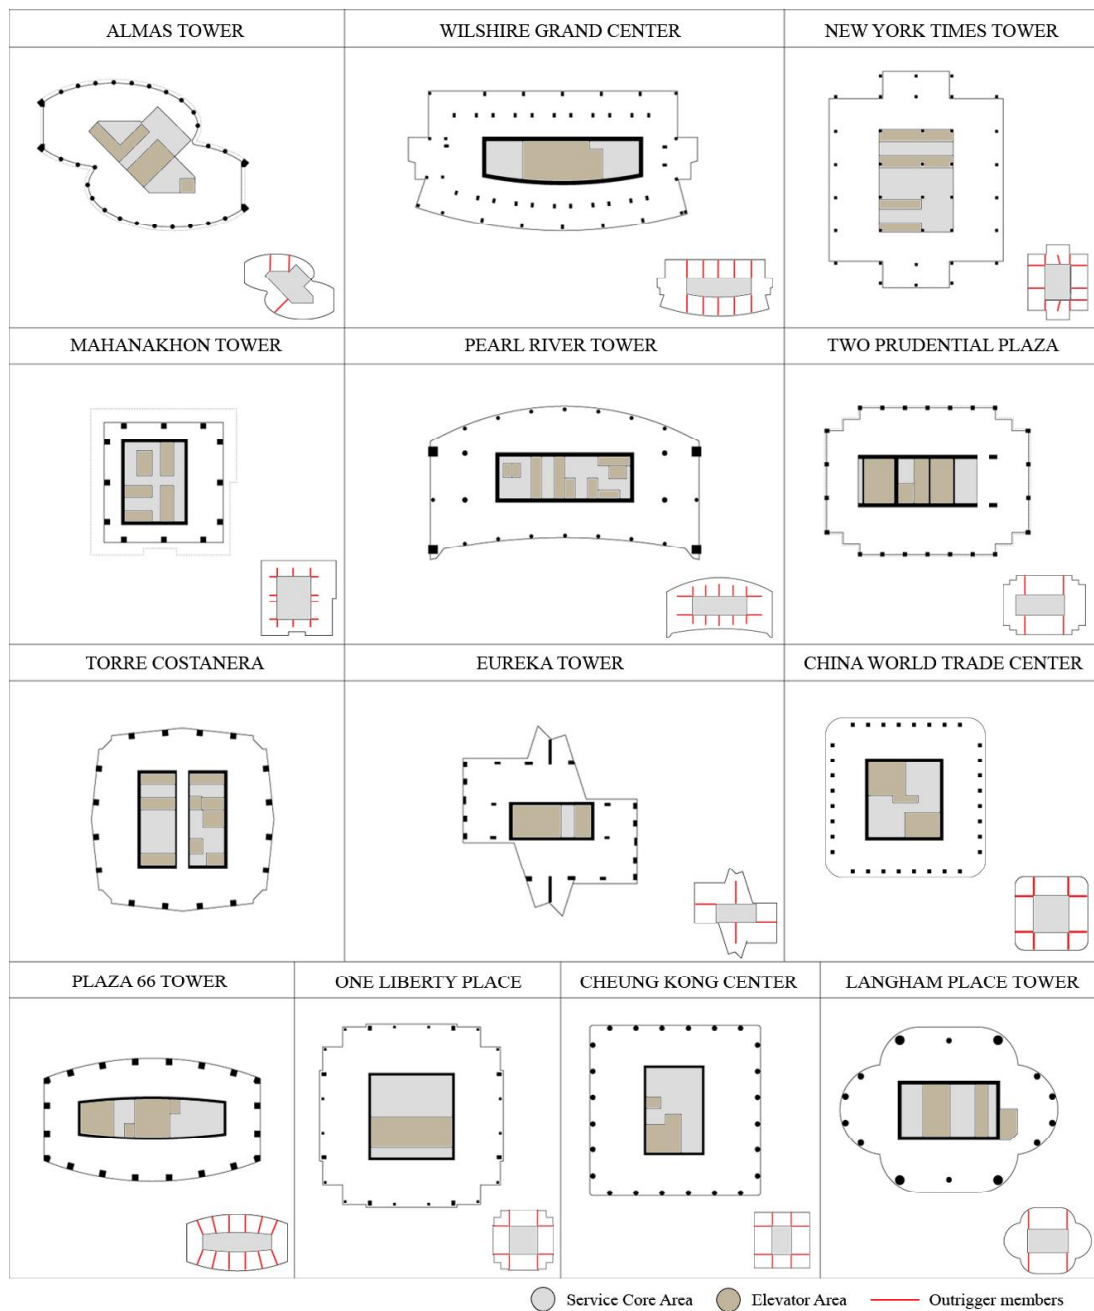 ALMAS TOWER
WILSHIRE GRAND CENTER
NEW YORK TIMES TOWER
MAHANAKHON TOWER
PEARL RIVER TOWER
TWO PRUDENTIAL PLAZA
TORRE COSTANERA
EUREKA TOWER
CHINA WORLD TRADE CENTER
PLAZA 66 TOWER
ONE LIBERTY PLACE
CHEUNG KONG CENTER
LANGHAM PLACE TOWER
Service Core Area
Elevator Area
Outrigger members